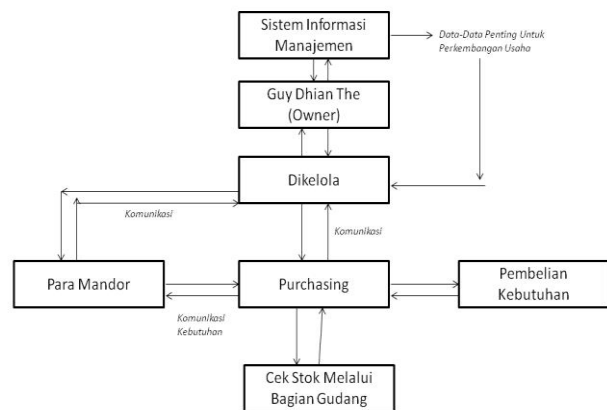 Sistem Informasi
Manajemen
Data-Data Penting Untuk
Perkembangan Usaha
Guy Dhian The
(Owner)
Dikelola
Komunikasi
Komunikasi
Para Mandor
Purchasing
Pembelian
Kebutuhan
Komunikasi
Kebutuhan
Cek Stok Melalui
Bagian Gudang